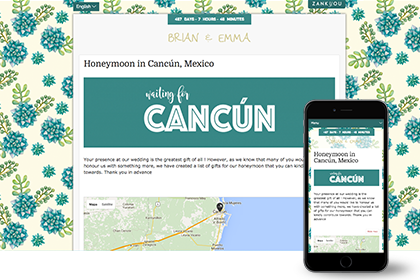 English
ZANKYOU
487 DAYS · 7 HOURS · 48 MINUTES
BRIAN & EMMA
Honeymoon in Cancún, Mexico
waiting for
CANCÚN
Your presence at our wedding is the greatest gift of all ! However, as we know that many of you wou
honour us with something more, we have created a list of gifts for our honeymoon that you can kind
towards. Thank you in advance
Mapa
Satélite
Menu
Honeymoon in
Cancún, Mexico
waiting for
CANCÚN
Your presence at our wedding is the
greatest gift of all ! However, as we
know that many of you would like to
honour us with something more, we
have created a list of gifts for our
honeymoon that you can kindly
contribute towards. Thank you in
advance